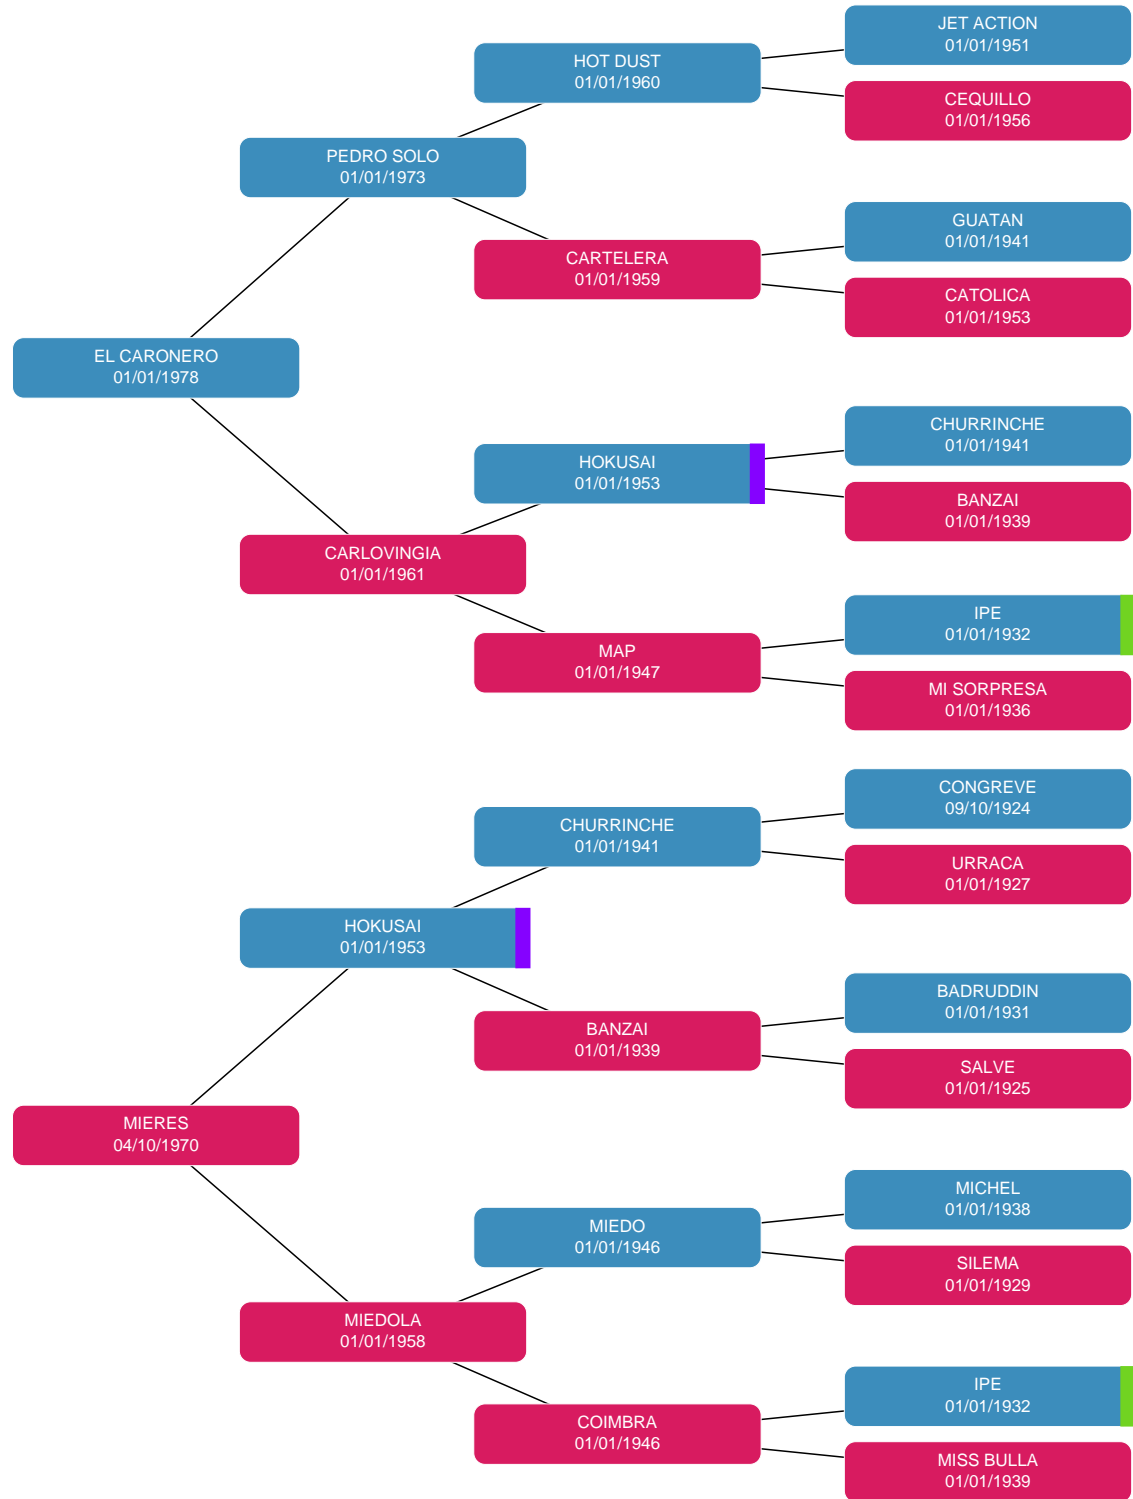 JET ACTION
01/01/1951
HOT DUST
01/01/1960
CEQUILLO
01/01/1956
PEDRO SOLO
01/01/1973
GUATAN
01/01/1941
CARTELERA
01/01/1959
CATOLICA
01/01/1953
EL CARONERO
01/01/1978
CHURRINCHE
01/01/1941
HOKUSAI
01/01/1953
BANZAI
01/01/1939
CARLOVINGIA
01/01/1961
IPE
01/01/1932
MAP
01/01/1947
MI SORPRESA
01/01/1936
CONGREVE
09/10/1924
CHURRINCHE
01/01/1941
URRACA
01/01/1927
HOKUSAI
01/01/1953
BADRUDDIN
01/01/1931
BANZAI
01/01/1939
SALVE
01/01/1925
MIERES
04/10/1970
MICHEL
01/01/1938
MIEDO
01/01/1946
SILEMA
01/01/1929
MIEDOLA
01/01/1958
IPE
01/01/1932
COIMBRA
01/01/1946
MISS BULLA
01/01/1939